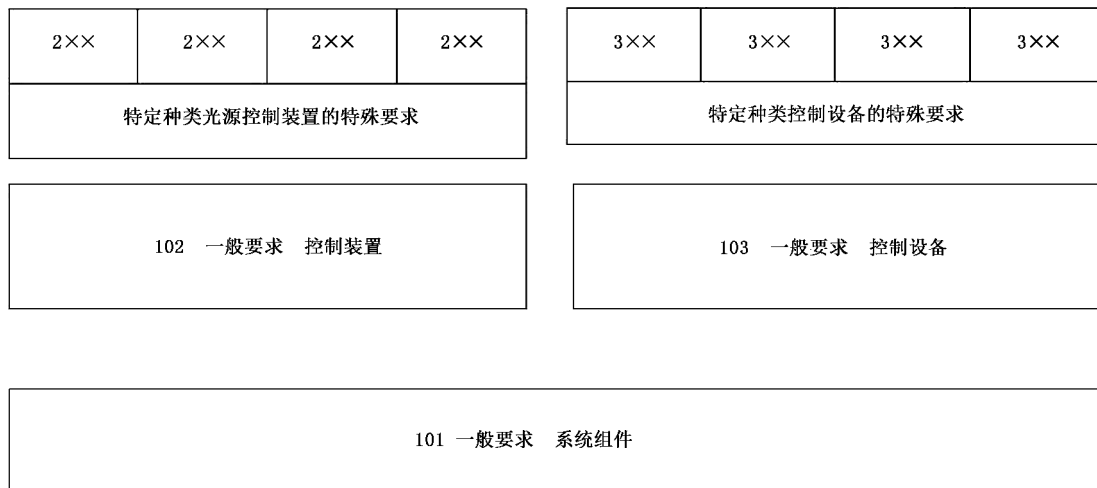 2×× 2×× 2×× 2××
特定种类光源控制装置的特殊要求
3×× 3×× 3×× 3××
特定种类控制设备的特殊要求
102 一般要求 控制装置
103 一般要求 控制设备
101 一般要求 系统组件